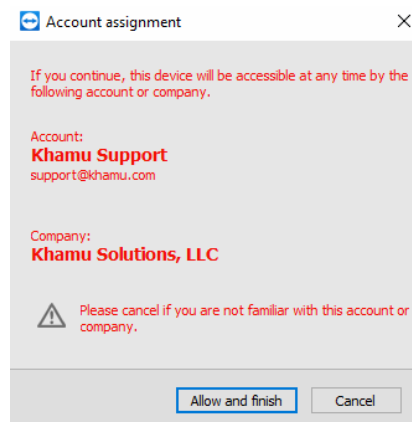 Account assignment
If you continue, this device will be accessible at any time by the
following account or company.
Account:
Khamu Support
support@khamu.com
Company:
Khamu Solutions, LLC
Please cancel if you are not familiar with this account or
company.
Allow and finish
Cancel